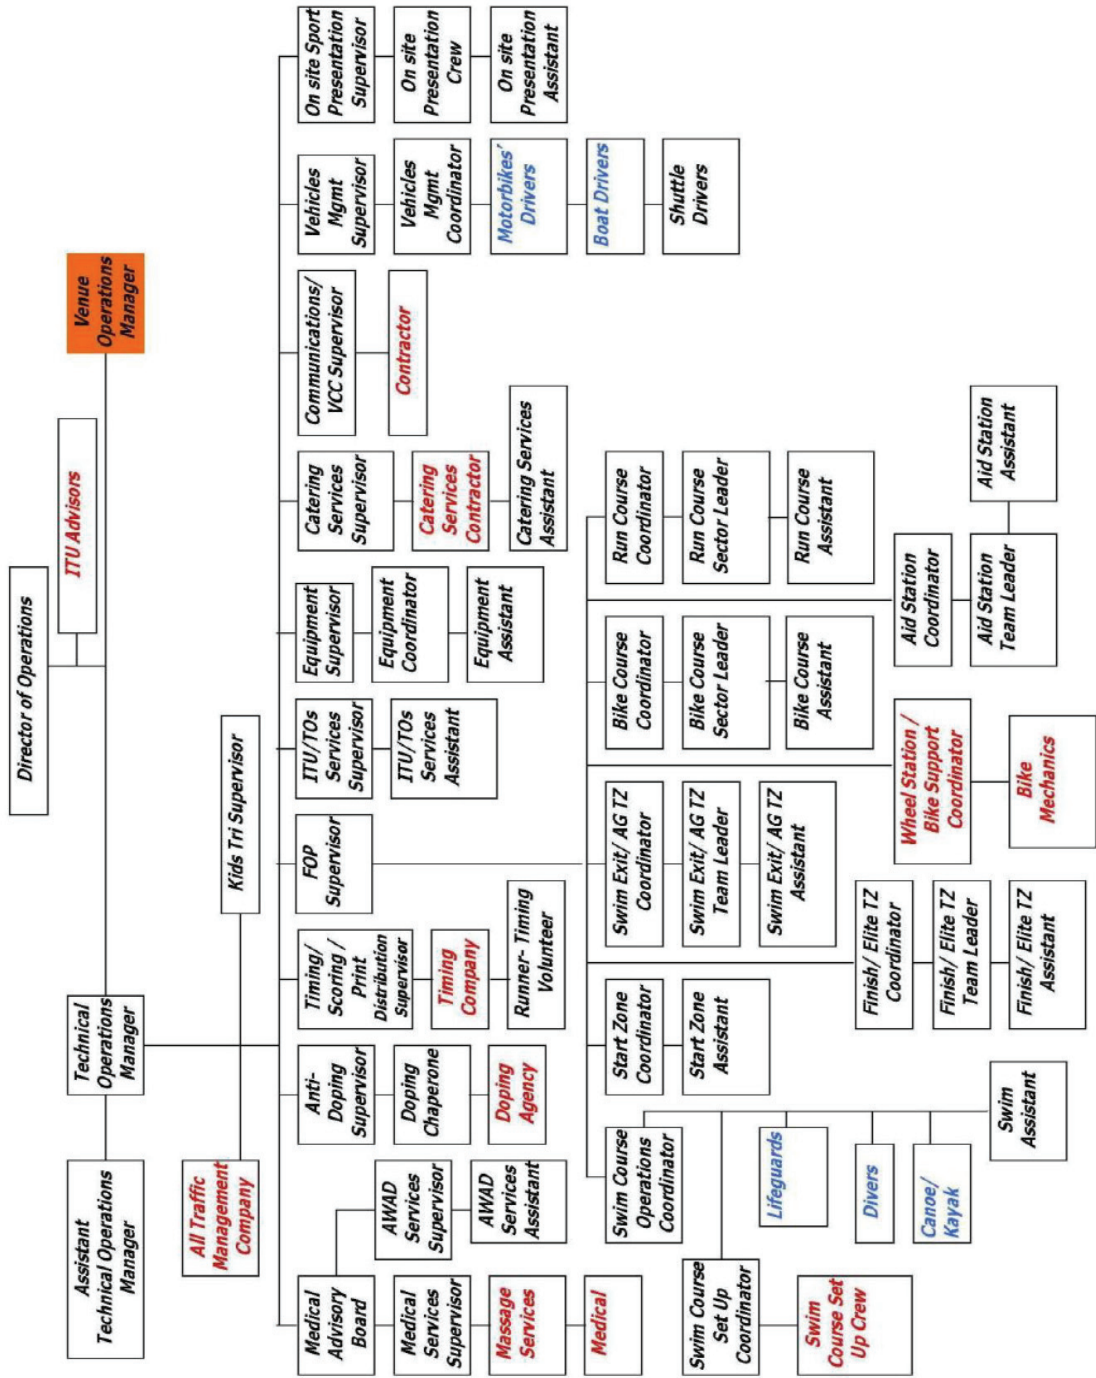 Director of Operations
ITU Advisors
Assistant
Technical Operations
Manager
Technical
Operations
Manager
Venue
Operations
Manager
All Traffic
Management
Company
Kids Tri Supervisor
Medical
Advisory
Board
Anti-
Doping
Supervisor
Timing/
Scoring /
Print
Distribution
Supervisor
FOP
Supervisor
ITU/TOs
Services
Supervisor
Equipment
Supervisor
Catering
Services
Supervisor
Communications/
VCC Supervisor
Vehicles
Mgmt
Supervisor
On site Sport
Presentation
Supervisor
Medical
Services
Supervisor
AWAD
Services
Supervisor
Doping
Chaperone
Timing
Company
ITU/TOs
Services
Assistant
Equipment
Coordinator
Catering
Services
Contractor
Contractor
Vehicles
Mgmt
Coordinator
On site
Presentation
Crew
Massage
Services
AWAD
Services
Assistant
Doping
Agency
Runner- Timing
Volunteer
Equipment
Assistant
Catering Services
Assistant
Motorbikes'
Drivers
On site
Presentation
Assistant
Medical
Boat Drivers
Shuttle
Drivers
Swim Course
Operations
Coordinator
Start Zone
Coordinator
Swim Exit/ AG TZ
Coordinator
Bike Course
Coordinator
Run Course
Coordinator
Swim Course
Set Up
Coordinator
Start Zone
Assistant
Swim Exit/ AG TZ
Team Leader
Bike Course
Sector Leader
Run Course
Sector Leader
Lifeguards
Swim Exit/ AG TZ
Assistant
Bike Course
Assistant
Run Course
Assistant
Swim
Course Set
Up Crew
Divers
Finish/ Elite TZ
Coordinator
Wheel Station /
Bike Support
Coordinator
Aid Station
Coordinator
Canoe/
Kayak
Finish/ Elite TZ
Team Leader
Aid Station
Team Leader
Aid Station
Assistant
Swim
Assistant
Finish/ Elite TZ
Assistant
Bike
Mechanics